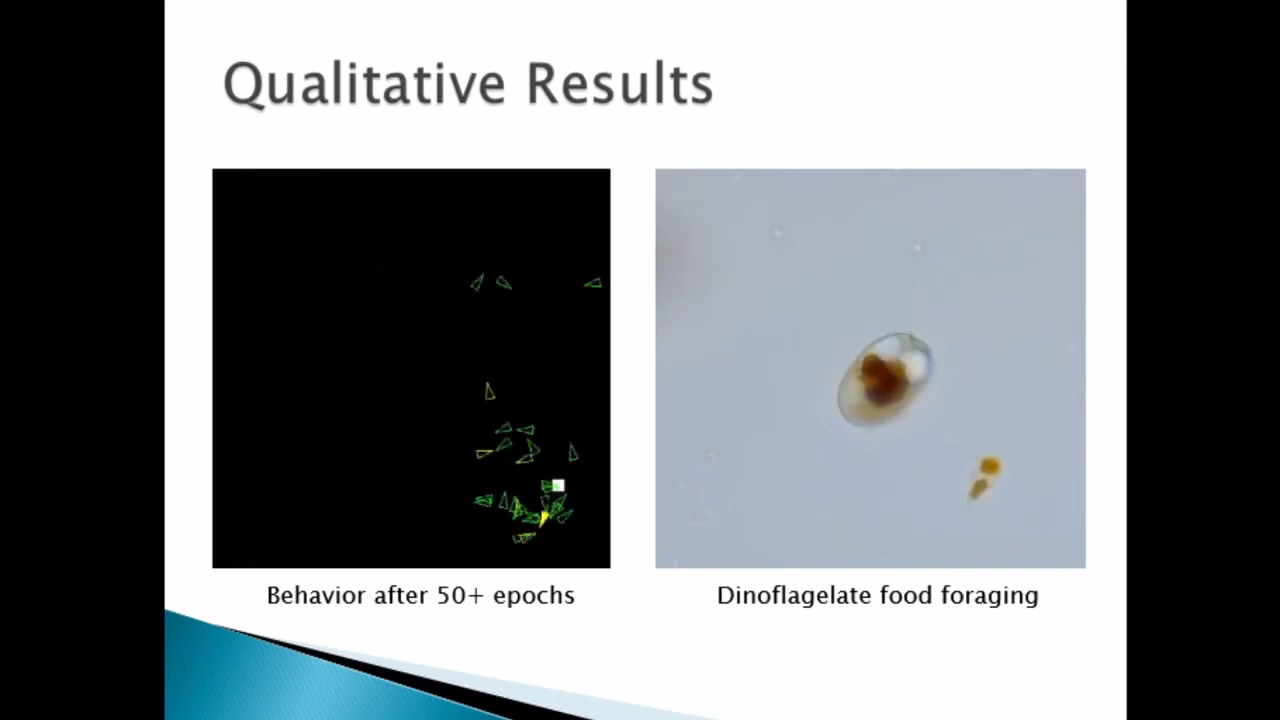 Qualitative Results
Behavior after 50+ epochs
Dinoflagelate food foraging